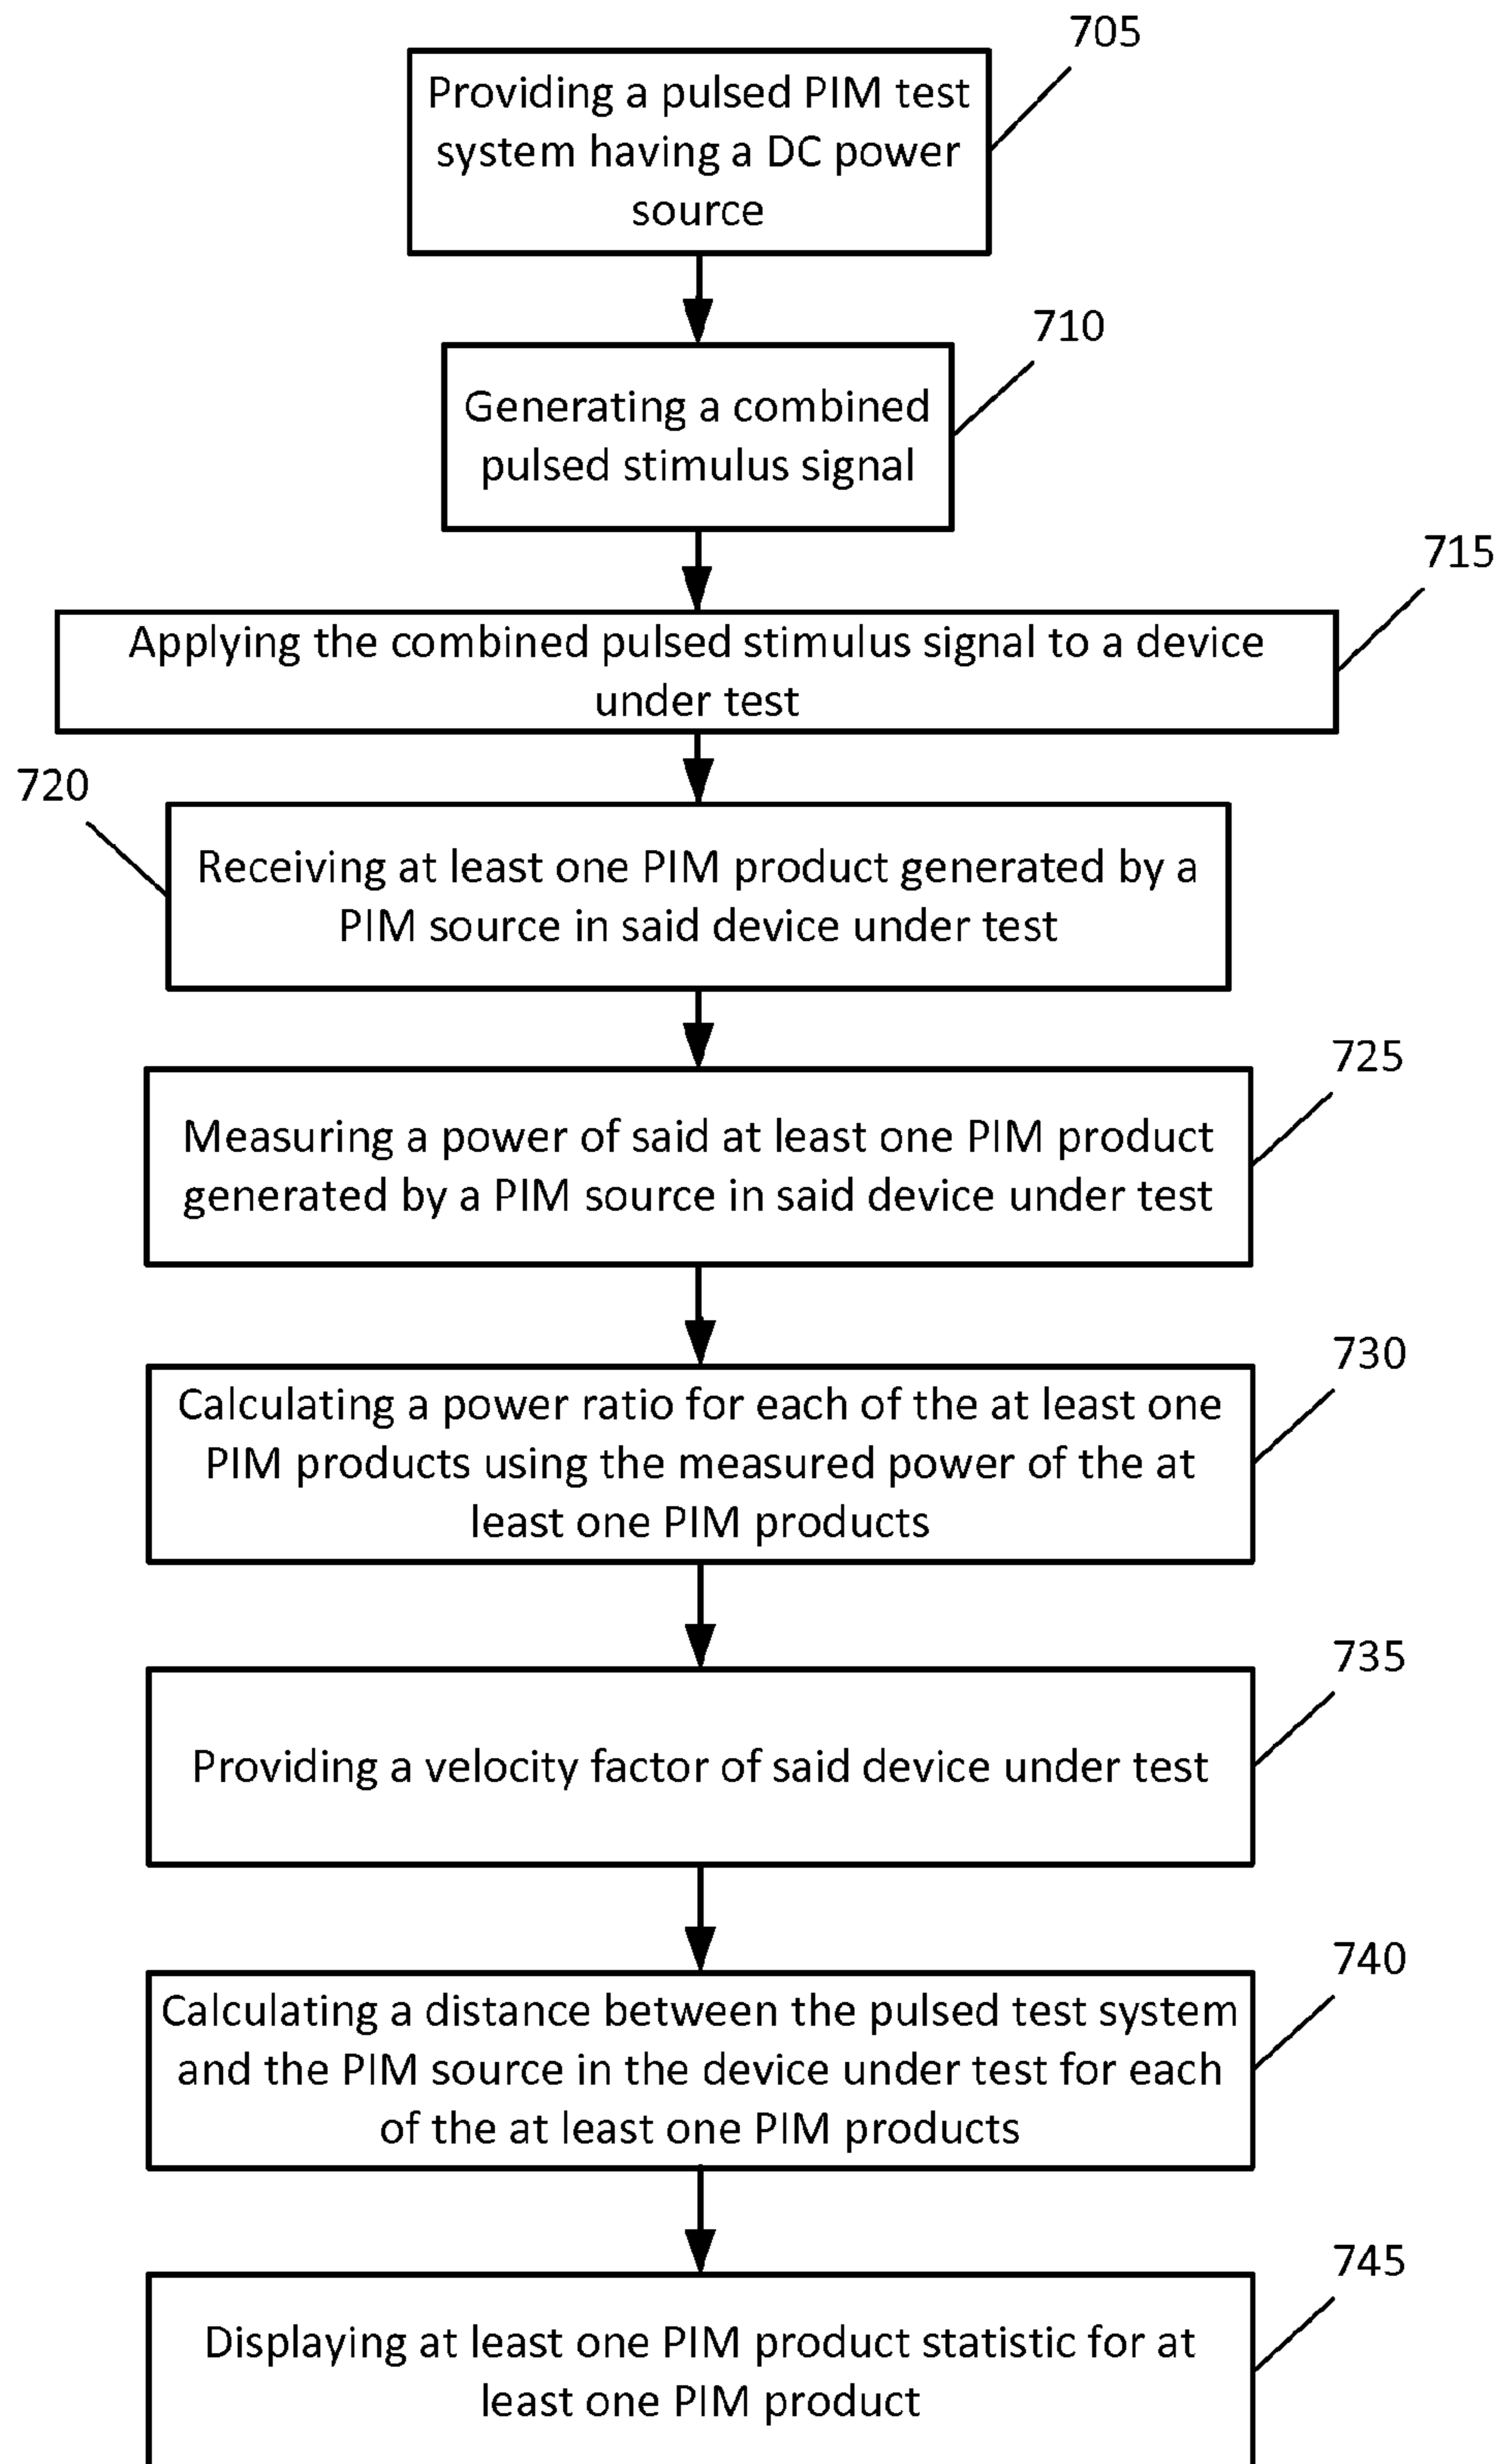 705
Providing a pulsed PIM test
system having a DC power
source
710
Generating a combined
pulsed stimulus signal
715
Applying the combined pulsed stimulus signal to a device
under test
720
Receiving at least one PIM product generated by a
PIM source in said device under test
725
Measuring a power of said at least one PIM product
generated by a PIM source in said device under test
730
Calculating a power ratio for each of the at least one
PIM products using the measured power of the at
least one PIM products
735
Providing a velocity factor of said device under test
740
Calculating a distance between the pulsed test system
and the PIM source in the device under test for each
of the at least one PIM products
745
Displaying at least one PIM product statistic for at
least one PIM product